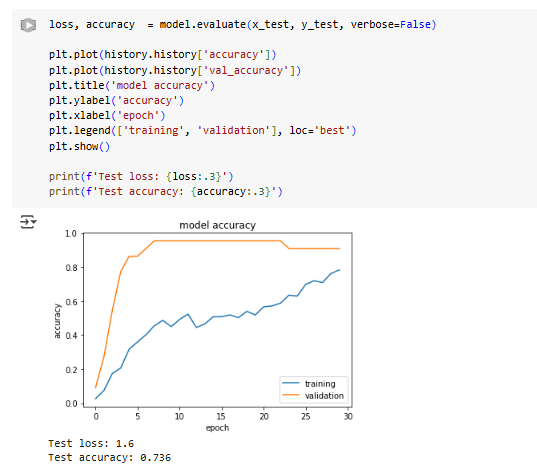 loss, accuracy  = model.evaluate(x_test, y_test, verbose=False)
plt.plot(history.history['accuracy'])
plt.plot(history.history['val_accuracy'])
plt.title('model accuracy')
plt.ylabel('accuracy')
plt.xlabel('epoch')
plt.legend(['training', 'validation'], loc='best')
plt.show()
print(f'Test loss: {loss:.3}')
print(f'Test accuracy: {accuracy:.3}')
model accuracy
1.0
0.8
0.6
0.4
0.2
0.0
accuracy
training
validation
0 5 10 15 20 25 30
epoch
Test loss: 1.6
Test accuracy: 0.736